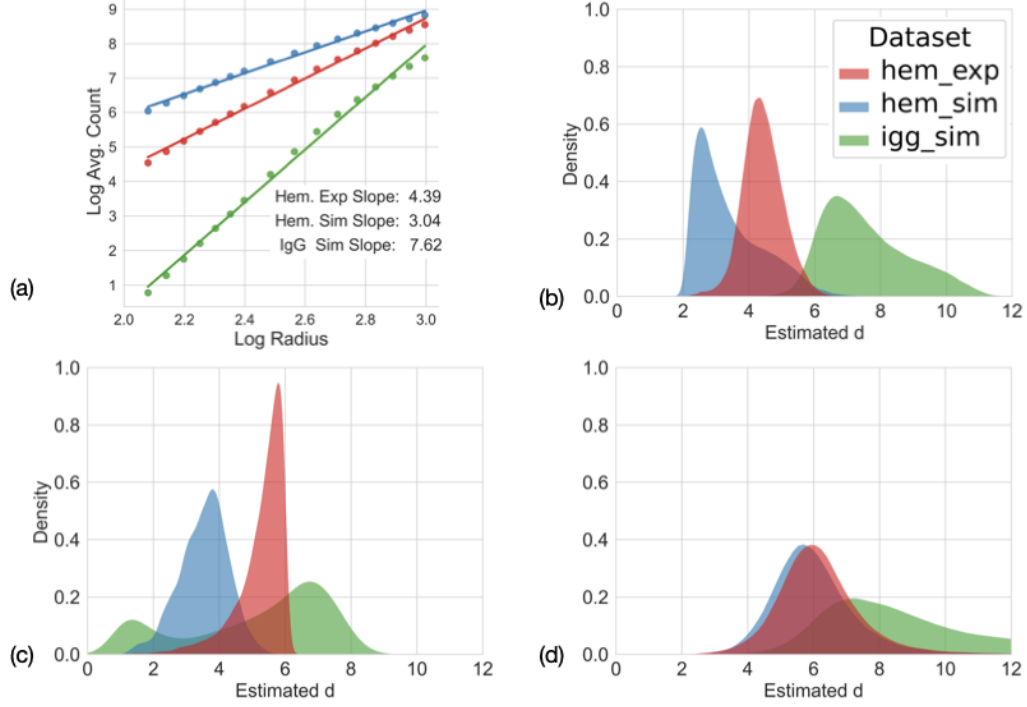 9
8
7
6
5
4
3
2
1
Log Avg. Count
Hem. Exp Slope: 4.39
Hem. Sim Slope: 3.04
IgG Sim Slope: 7.62
2.0 2.2 2.4 2.6 2.8 3.0
Log Radius
(a)
1.0
0.8
0.6
0.4
0.2
0.0
Density
Dataset
hem_exp
hem_sim
igg_sim
0 2 4 6 8 10 12
Estimated d
(b)
1.0
0.8
0.6
0.4
0.2
0.0
Density
0 2 4 6 8 10 12
Estimated d
(c)
1.0
0.8
0.6
0.4
0.2
0.0
0 2 4 6 8 10 12
Estimated d
(d)